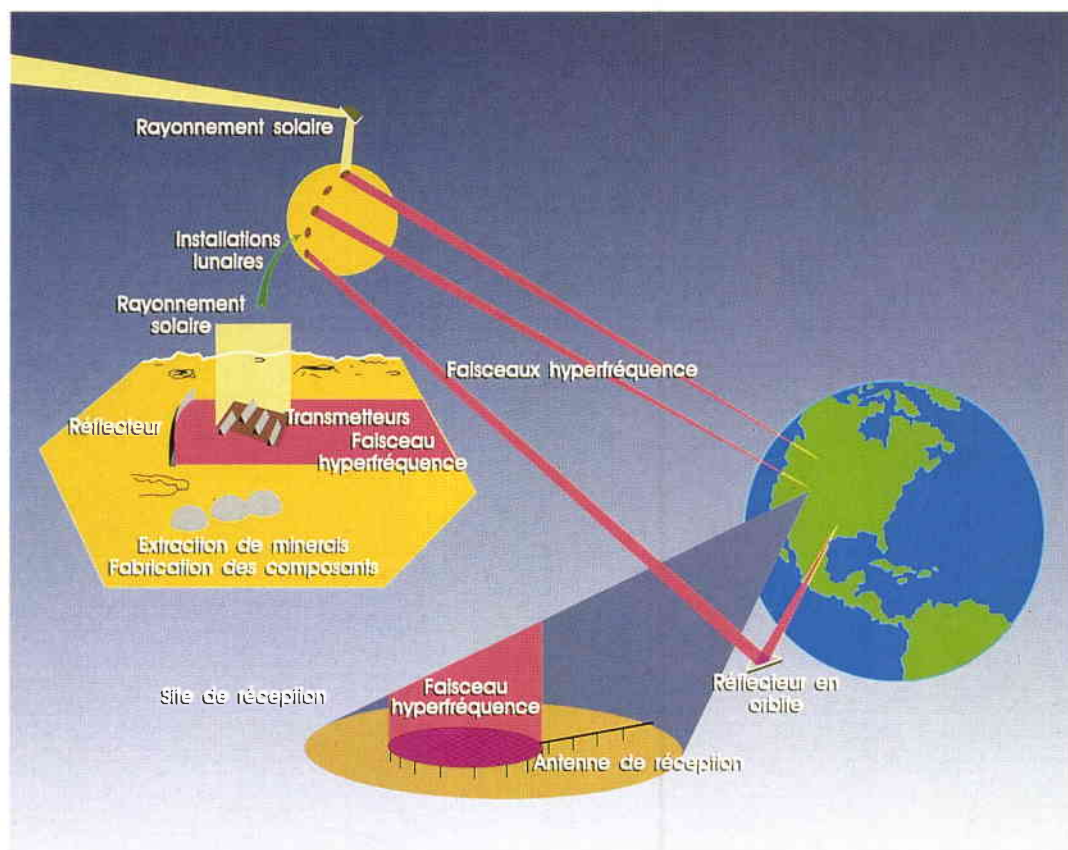 Rayonnement solaire
Installations
lunaires
Rayonnement
solaire
Faisceaux hyperfréquence
Réflecteur
Transmetteurs
Faisceau
hyperfréquence
Extraction de minerais
Fabrication des composants
Site de réception
Faisceau
hyperfréquence
Réflecteur en
orbite
Antenne de réception